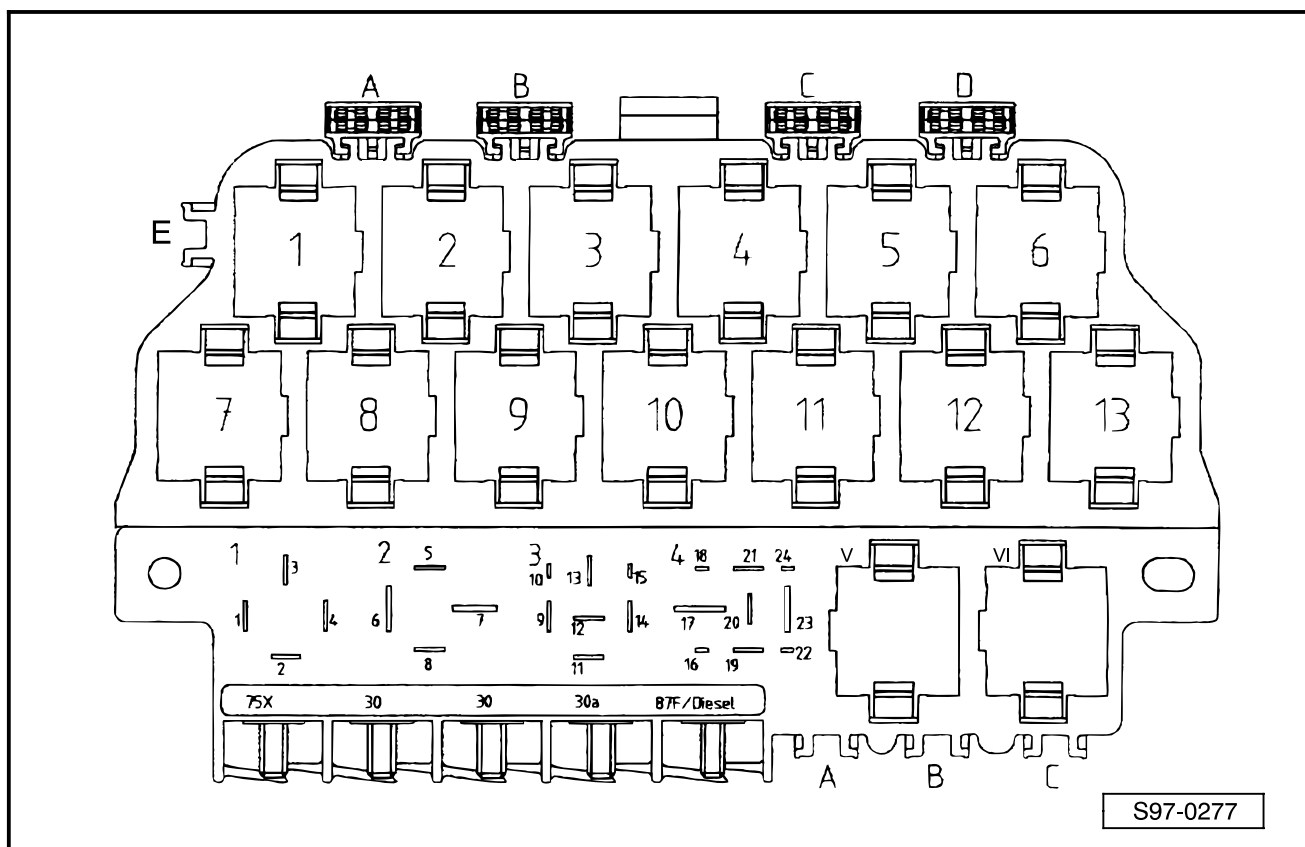 A B C D
E
1 2 3 4 5 6
7 8 9 10 11 12 13
1 2 3 4 V VI
5 18 21 24
3 10 13 15
1 4 6 7 9 12 14 17 20 23
2 8 11 16 19 22
75X 30 30 30a 87F/Diesel
A B C
S97-0277